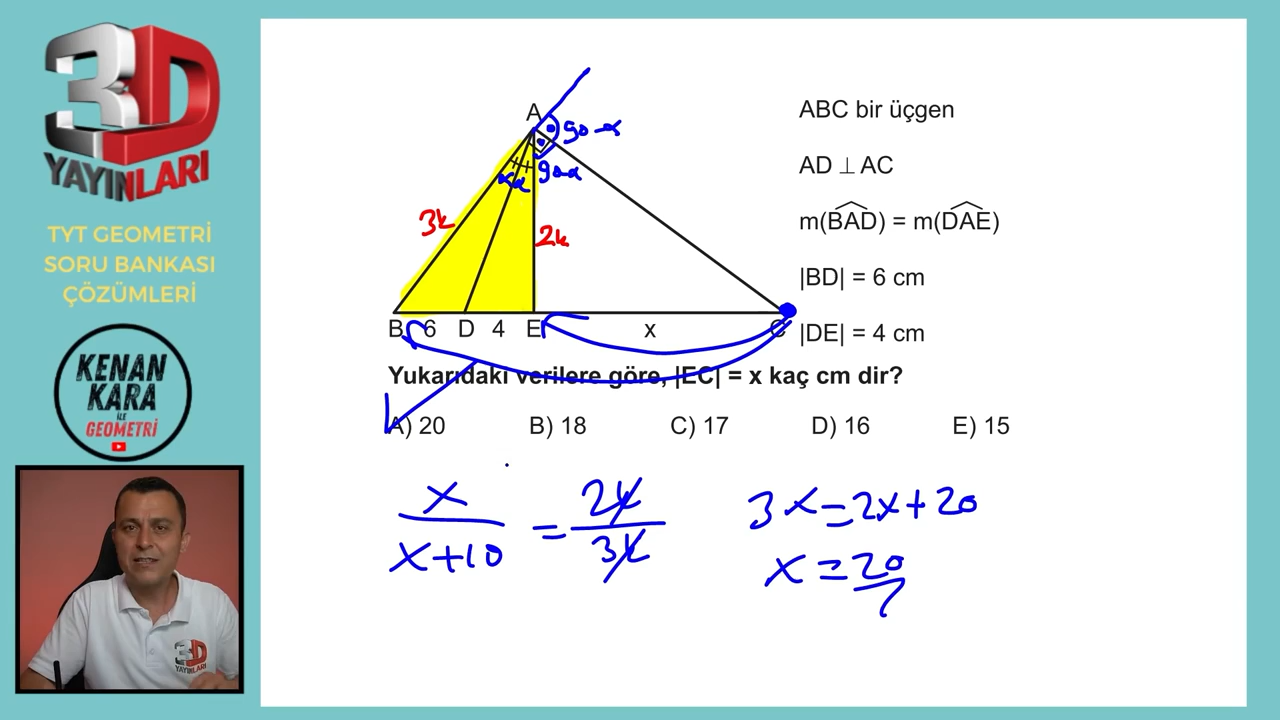 3D
YAYINLARI
TYT GEOMETRİ
SORU BANKASI
ÇÖZÜMLERİ
KENAN
KARA
İLE
GEOMETRİ
3D
YAYINLARI
A
90-α
α α 90-α
3k
2k
B 6 D 4 E x C
ABC bir üçgen
AD ⊥ AC
m(BAD) = m(DAE)
|BD| = 6 cm
|DE| = 4 cm
Yukarıdaki verilere göre, |EC| = x kaç cm dir?
A) 20 B) 18 C) 17 D) 16 E) 15
x/(x+10) = 2k/3k
3x=2x+20
x=20